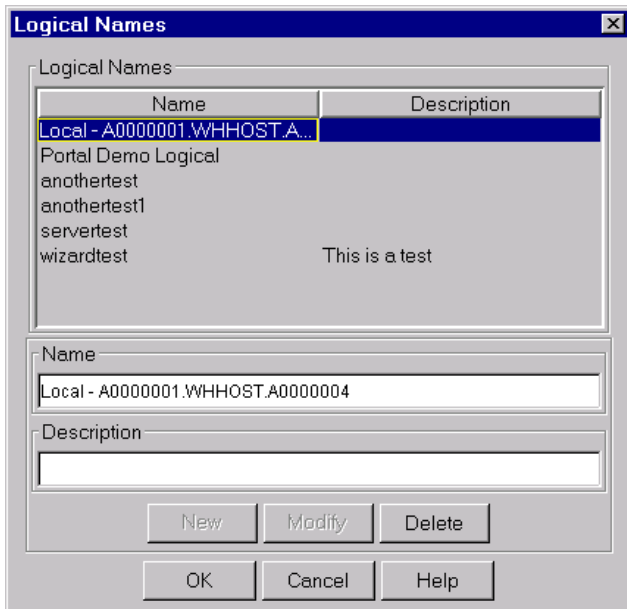 Logical Names
Logical Names
Name Description
Local - A0000001.WHHOST.A...
Portal Demo Logical
anothertest
anothertest1
servertest
wizardtest This is a test
Name
Local - A0000001.WHHOST.A0000004
Description
New Modify Delete
OK Cancel Help